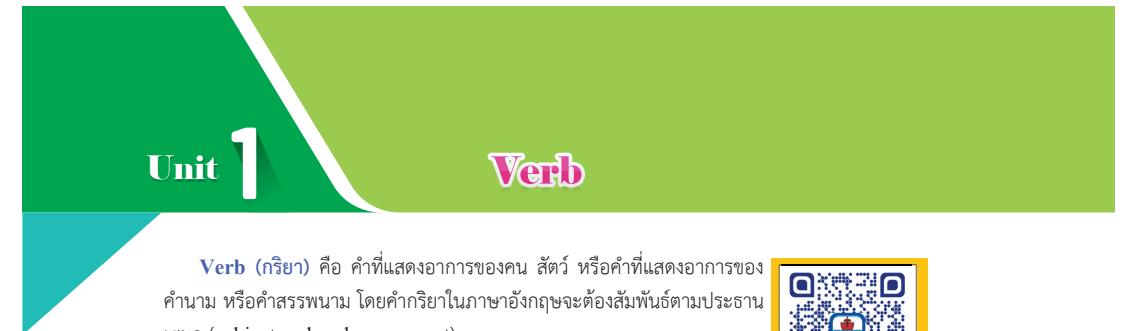 Unit 1
Verb
Verb (กริยา) คือ คำที่แสดงอาการของคน สัตว์ หรือคำที่แสดงอาการของ
คำนาม หรือคำสรรพนาม โดยคำกริยาในภาษาอังกฤษจะต้องสัมพันธ์ตามประธาน